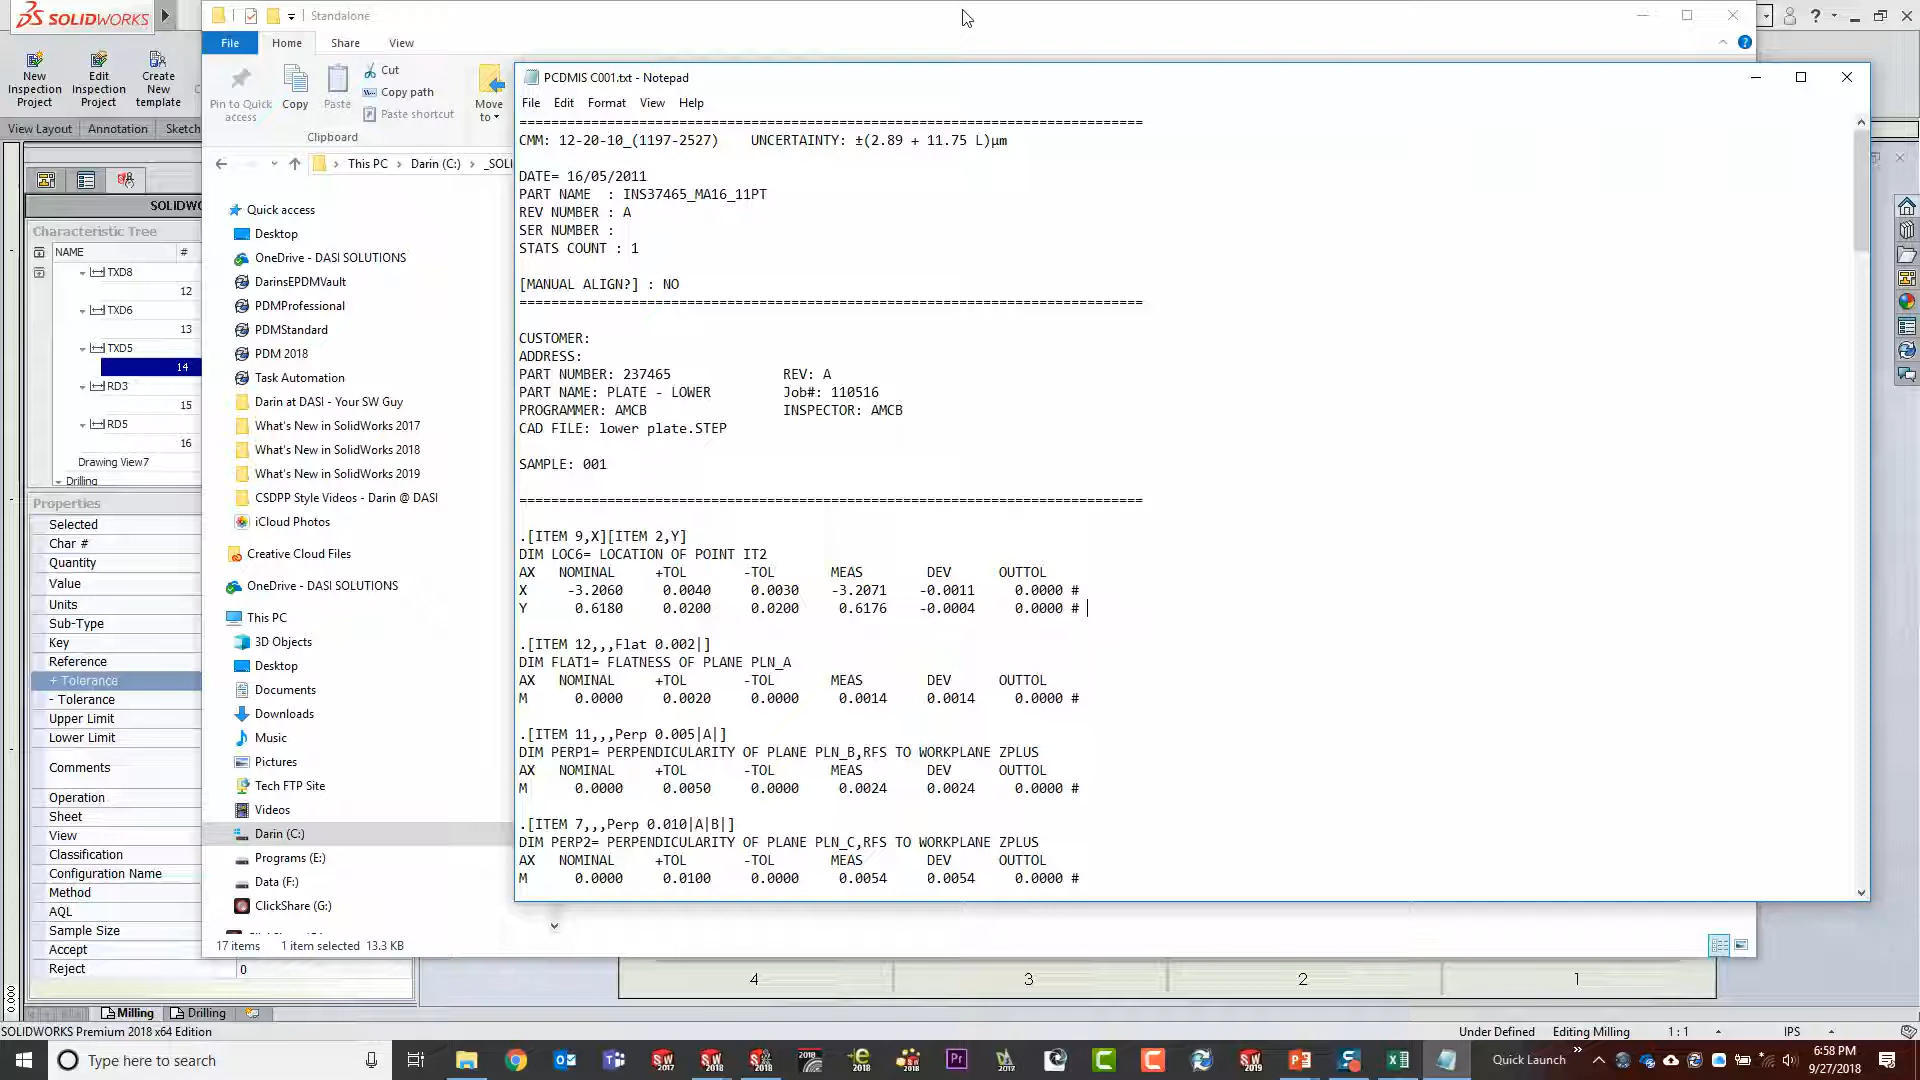 SOLIDWORKS
Standalone
File
Home
Share
View
New Inspection Project
Edit Inspection Project
Create New template
Pin to Quick access
Copy
Paste
Cut
Copy path
Paste shortcut
Move to
Clipboard
View Layout
Annotation
Sketch
This PC > Darin (C:) > _SOLI
SOLIDWO
Characteristic Tree
NAME #
TXD8
12
TXD6
13
TXD5
14
RD3
15
RD5
16
Drawing View7
Drilling
Properties
Selected
Char #
Quantity
Value
Units
Sub-Type
Key
Reference
+ Tolerance
- Tolerance
Upper Limit
Lower Limit
Comments
Operation
Sheet
View
Classification
Configuration Name
Method
AQL
Sample Size
Accept
Reject
0
Quick access
Desktop
OneDrive - DASI SOLUTIONS
DarinsEPDMVault
PDMProfessional
PDMStandard
PDM 2018
Task Automation
Darin at DASI - Your SW Guy
What's New in SolidWorks 2017
What's New in SolidWorks 2018
What's New in SolidWorks 2019
CSDPP Style Videos - Darin @ DASI
iCloud Photos
Creative Cloud Files
OneDrive - DASI SOLUTIONS
This PC
3D Objects
Desktop
Documents
Downloads
Music
Pictures
Tech FTP Site
Videos
Darin (C:)
Programs (E:)
Data (F:)
ClickShare (G:)
17 items 1 item selected 13.3 KB
PCDMIS C001.txt - Notepad
File Edit Format View Help
==============================================================================
CMM: 12-20-10_(1197-2527) UNCERTAINTY: ±(2.89 + 11.75 L)µm
DATE= 16/05/2011
PART NAME : INS37465_MA16_11PT
REV NUMBER : A
SER NUMBER :
STATS COUNT : 1
[MANUAL ALIGN?] : NO
==============================================================================
CUSTOMER:
ADDRESS:
PART NUMBER: 237465 REV: A
PART NAME: PLATE - LOWER Job#: 110516
PROGRAMMER: AMCB INSPECTOR: AMCB
CAD FILE: lower plate.STEP
SAMPLE: 001
==============================================================================
.[ITEM 9,X][ITEM 2,Y]
DIM LOC6= LOCATION OF POINT IT2
AX NOMINAL +TOL -TOL MEAS DEV OUTTOL
X -3.2060 0.0040 0.0030 -3.2071 -0.0011 0.0000 #
Y 0.6180 0.0200 0.0200 0.6176 -0.0004 0.0000 #
.[ITEM 12,,,Flat 0.002|]
DIM FLAT1= FLATNESS OF PLANE PLN_A
AX NOMINAL +TOL -TOL MEAS DEV OUTTOL
M 0.0000 0.0020 0.0000 0.0014 0.0014 0.0000 #
.[ITEM 11,,,Perp 0.005|A|]
DIM PERP1= PERPENDICULARITY OF PLANE PLN_B,RFS TO WORKPLANE ZPLUS
AX NOMINAL +TOL -TOL MEAS DEV OUTTOL
M 0.0000 0.0050 0.0000 0.0024 0.0024 0.0000 #
.[ITEM 7,,,Perp 0.010|A|B|]
DIM PERP2= PERPENDICULARITY OF PLANE PLN_C,RFS TO WORKPLANE ZPLUS
AX NOMINAL +TOL -TOL MEAS DEV OUTTOL
M 0.0000 0.0100 0.0000 0.0054 0.0054 0.0000 #
4 3 2 1
0.000
Milling Drilling
SOLIDWORKS Premium 2018 x64 Edition
Under Defined Editing Milling 1 : 1 IPS
Type here to search
Quick Launch
6:58 PM
9/27/2018